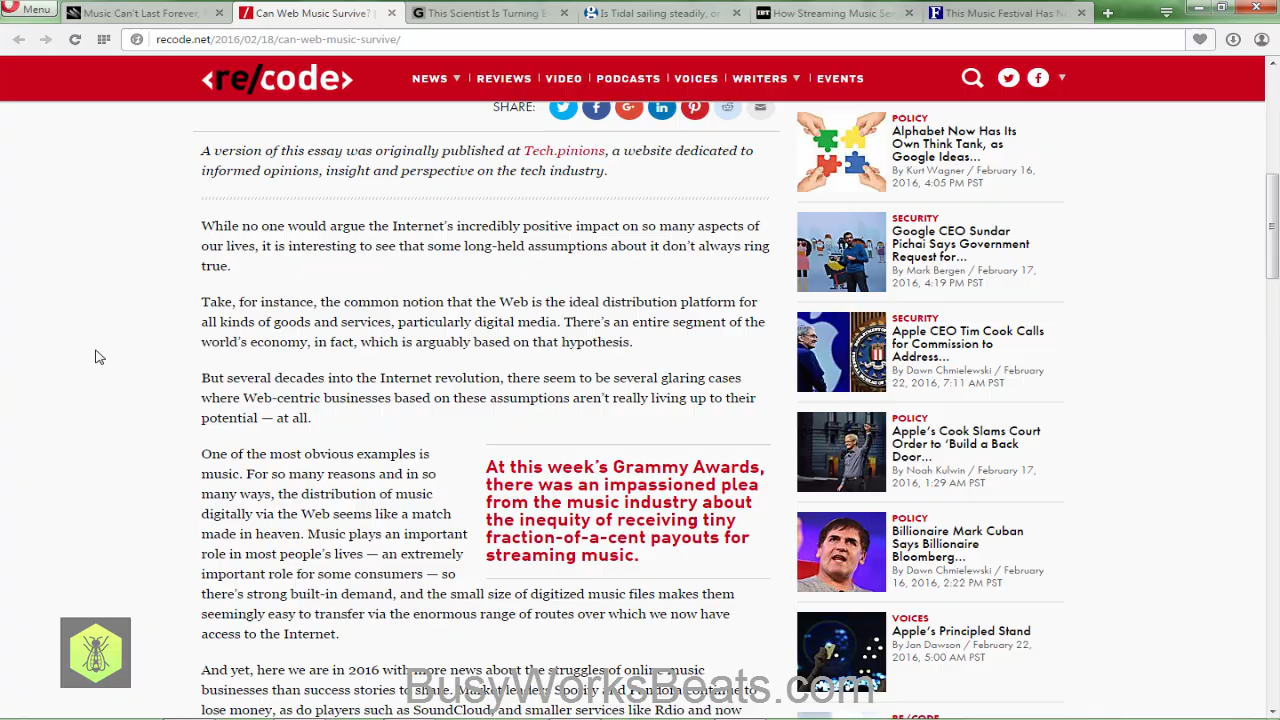 Menu
Music Can't Last Forever,
Can Web Music Survive? |
This Scientist Is Turning
Is Tidal sailing steadily, or
How Streaming Music Se
This Music Festival Has N
recode.net/2016/02/18/can-web-music-survive/
<re/code>
NEWS
REVIEWS
VIDEO
PODCASTS
VOICES
WRITERS
EVENTS
SHARE:
A version of this essay was originally published at Tech.pinions, a website dedicated to
informed opinions, insight and perspective on the tech industry.
While no one would argue the Internet's incredibly positive impact on so many aspects of
our lives, it is interesting to see that some long-held assumptions about it don't always ring
true.
Take, for instance, the common notion that the Web is the ideal distribution platform for
all kinds of goods and services, particularly digital media. There's an entire segment of the
world's economy, in fact, which is arguably based on that hypothesis.
But several decades into the Internet revolution, there seem to be several glaring cases
where Web-centric businesses based on these assumptions aren't really living up to their
potential — at all.
One of the most obvious examples is
music. For so many reasons and in so
many ways, the distribution of music
digitally via the Web seems like a match
made in heaven. Music plays an important
role in most people's lives — an extremely
important role for some consumers — so
there's strong built-in demand, and the small size of digitized music files makes them
seemingly easy to transfer via the enormous range of routes over which we now have
access to the Internet.
At this week's Grammy Awards,
there was an impassioned plea
from the music industry about
the inequity of receiving tiny
fraction-of-a-cent payouts for
streaming music.
And yet, here we are in 2016 with more news about the struggles of online music
businesses than success stories to share. Market leaders Spotify and Pandora continue to
lose money, as do players such as SoundCloud, and smaller services like Rdio and now
POLICY
Alphabet Now Has Its
Own Think Tank, as
Google Ideas...
By Kurt Wagner / February 16,
2016, 4:05 PM PST
SECURITY
Google CEO Sundar
Pichai Says Government
Request for...
By Mark Bergen / February 17,
2016, 4:19 PM PST
SECURITY
Apple CEO Tim Cook Calls
for Commission to
Address...
By Dawn Chmielewski / February
22, 2016, 7:11 AM PST
POLICY
Apple's Cook Slams Court
Order to 'Build a Back
Door...
By Noah Kulwin / February 17,
2016, 1:29 AM PST
POLICY
Billionaire Mark Cuban
Says Billionaire
Bloomberg...
By Dawn Chmielewski / February
16, 2016, 2:22 PM PST
VOICES
Apple's Principled Stand
By Jan Dawson / February 22,
2016, 5:00 AM PST
RE/CODE
BusyWorksBeats.com